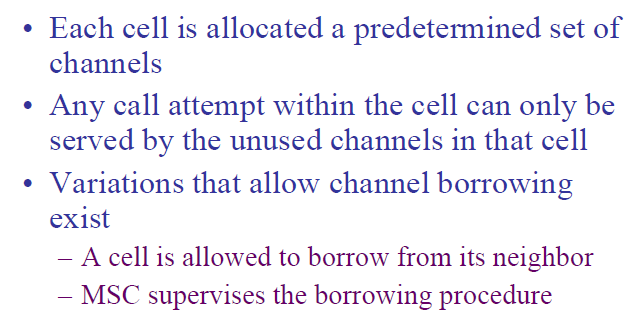 • Each cell is allocated a predetermined set of
channels
• Any call attempt within the cell can only be
served by the unused channels in that cell
• Variations that allow channel borrowing
exist
– A cell is allowed to borrow from its neighbor
– MSC supervises the borrowing procedure